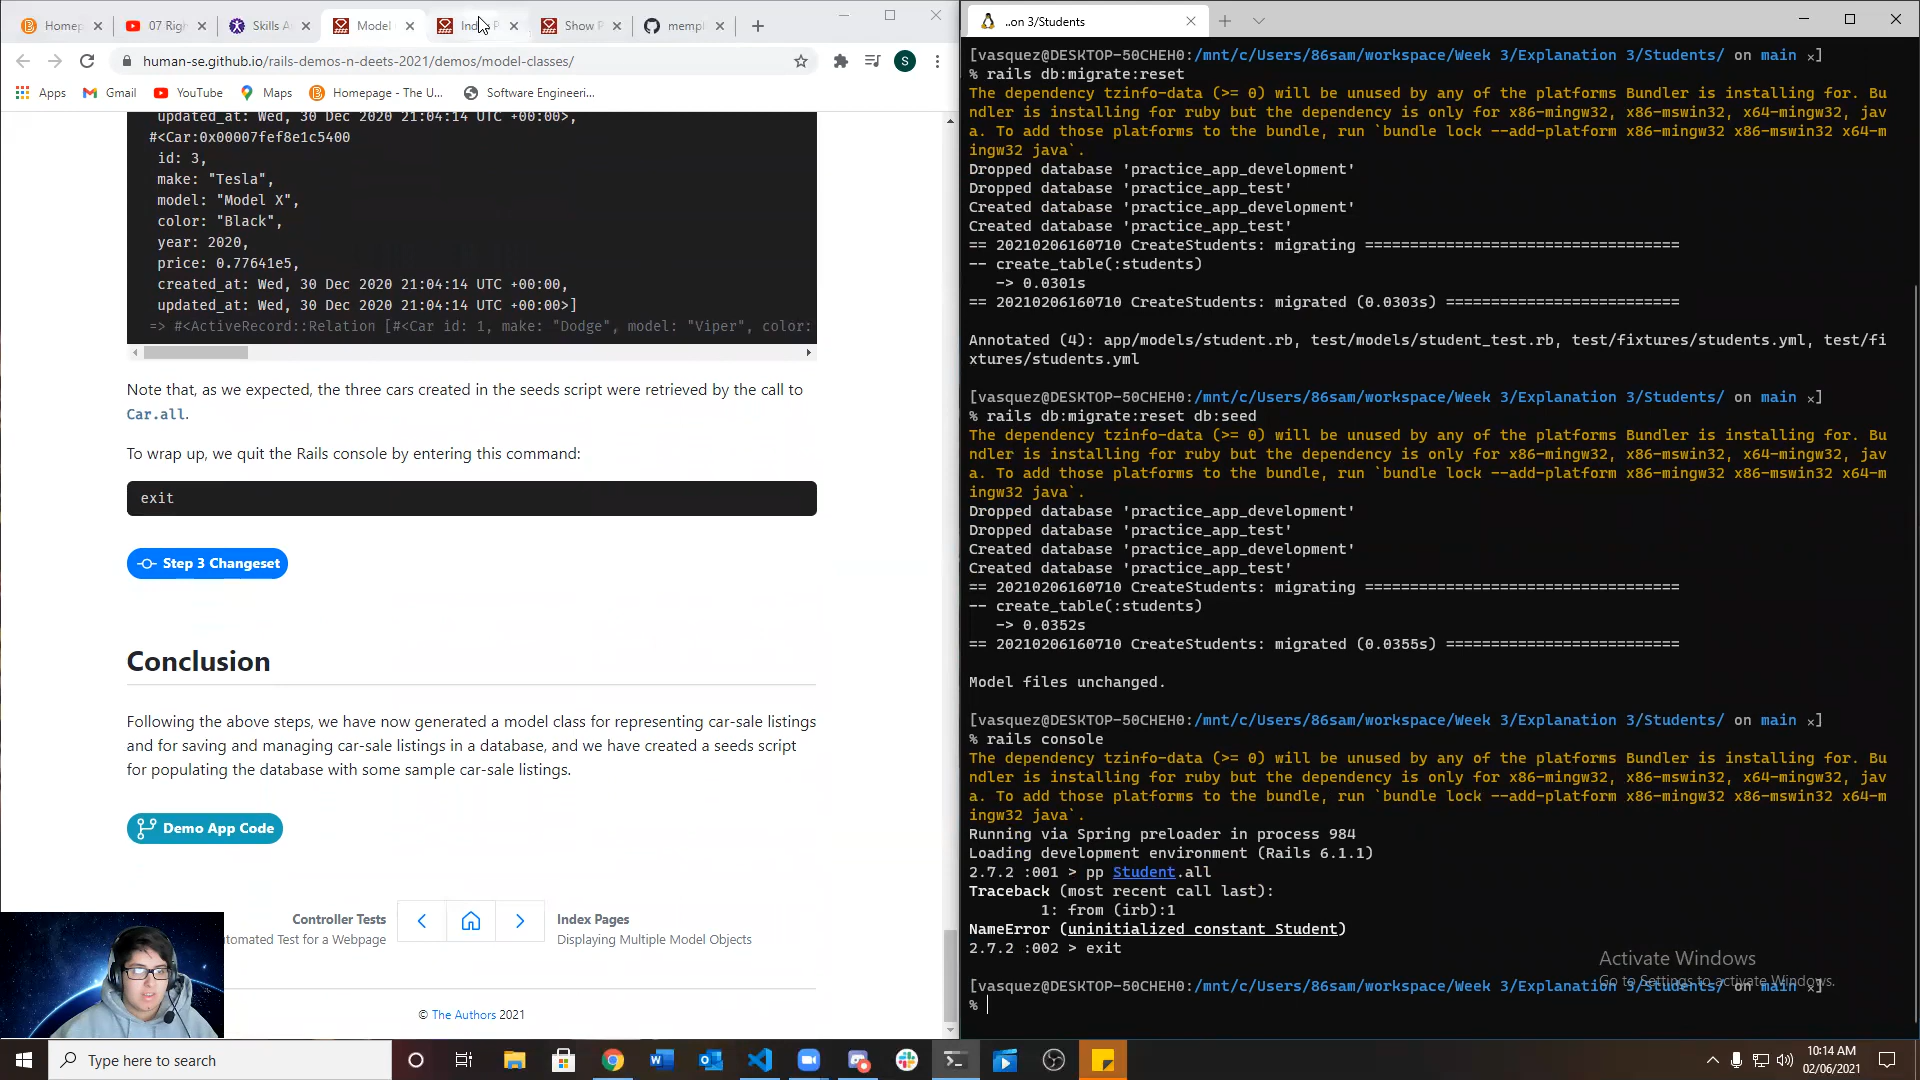 Homep
07 Righ
Skills A
Model
Index P
Show P
memph
human-se.github.io/rails-demos-n-deets-2021/demos/model-classes/
S
Apps
Gmail
YouTube
Maps
Homepage - The U...
Software Engineeri...
updated_at: Wed, 30 Dec 2020 21:04:14 UTC +00:00>,
#<Car:0x00007fef8e1c5400
id: 3,
make: "Tesla",
model: "Model X",
color: "Black",
year: 2020,
price: 0.77641e5,
created_at: Wed, 30 Dec 2020 21:04:14 UTC +00:00,
updated_at: Wed, 30 Dec 2020 21:04:14 UTC +00:00>]
=> #<ActiveRecord::Relation [#<Car id: 1, make: "Dodge", model: "Viper", color:
Note that, as we expected, the three cars created in the seeds script were retrieved by the call to
Car.all.
To wrap up, we quit the Rails console by entering this command:
exit
Step 3 Changeset
Conclusion
Following the above steps, we have now generated a model class for representing car-sale listings
and for saving and managing car-sale listings in a database, and we have created a seeds script
for populating the database with some sample car-sale listings.
Demo App Code
Controller Tests
utomated Test for a Webpage
Index Pages
Displaying Multiple Model Objects
© The Authors 2021
..on 3/Students
[vasquez@DESKTOP-50CHEH0:/mnt/c/Users/86sam/workspace/Week 3/Explanation 3/Students/ on main ✗]
% rails db:migrate:reset
The dependency tzinfo-data (>= 0) will be unused by any of the platforms Bundler is installing for. Bu
ndler is installing for ruby but the dependency is only for x86-mingw32, x86-mswin32, x64-mingw32, jav
a. To add those platforms to the bundle, run `bundle lock --add-platform x86-mingw32 x86-mswin32 x64-m
ingw32 java`.
Dropped database 'practice_app_development'
Dropped database 'practice_app_test'
Created database 'practice_app_development'
Created database 'practice_app_test'
== 20210206160710 CreateStudents: migrating ===================================
-- create_table(:students)
-> 0.0301s
== 20210206160710 CreateStudents: migrated (0.0303s) ==========================
Annotated (4): app/models/student.rb, test/models/student_test.rb, test/fixtures/students.yml, test/fi
xtures/students.yml
[vasquez@DESKTOP-50CHEH0:/mnt/c/Users/86sam/workspace/Week 3/Explanation 3/Students/ on main ✗]
% rails db:migrate:reset db:seed
The dependency tzinfo-data (>= 0) will be unused by any of the platforms Bundler is installing for. Bu
ndler is installing for ruby but the dependency is only for x86-mingw32, x86-mswin32, x64-mingw32, jav
a. To add those platforms to the bundle, run `bundle lock --add-platform x86-mingw32 x86-mswin32 x64-m
ingw32 java`.
Dropped database 'practice_app_development'
Dropped database 'practice_app_test'
Created database 'practice_app_development'
Created database 'practice_app_test'
== 20210206160710 CreateStudents: migrating ===================================
-- create_table(:students)
-> 0.0352s
== 20210206160710 CreateStudents: migrated (0.0355s) ==========================
Model files unchanged.
[vasquez@DESKTOP-50CHEH0:/mnt/c/Users/86sam/workspace/Week 3/Explanation 3/Students/ on main ✗]
% rails console
The dependency tzinfo-data (>= 0) will be unused by any of the platforms Bundler is installing for. Bu
ndler is installing for ruby but the dependency is only for x86-mingw32, x86-mswin32, x64-mingw32, jav
a. To add those platforms to the bundle, run `bundle lock --add-platform x86-mingw32 x86-mswin32 x64-m
ingw32 java`.
Running via Spring preloader in process 984
Loading development environment (Rails 6.1.1)
2.7.2 :001 > pp Student.all
Traceback (most recent call last):
1: from (irb):1
NameError (uninitialized constant Student)
2.7.2 :002 > exit
[vasquez@DESKTOP-50CHEH0:/mnt/c/Users/86sam/workspace/Week 3/Explanation 3/Students/ on main ✗]
%
Activate Windows
Go to Settings to activate Windows.
Type here to search
10:14 AM
02/06/2021